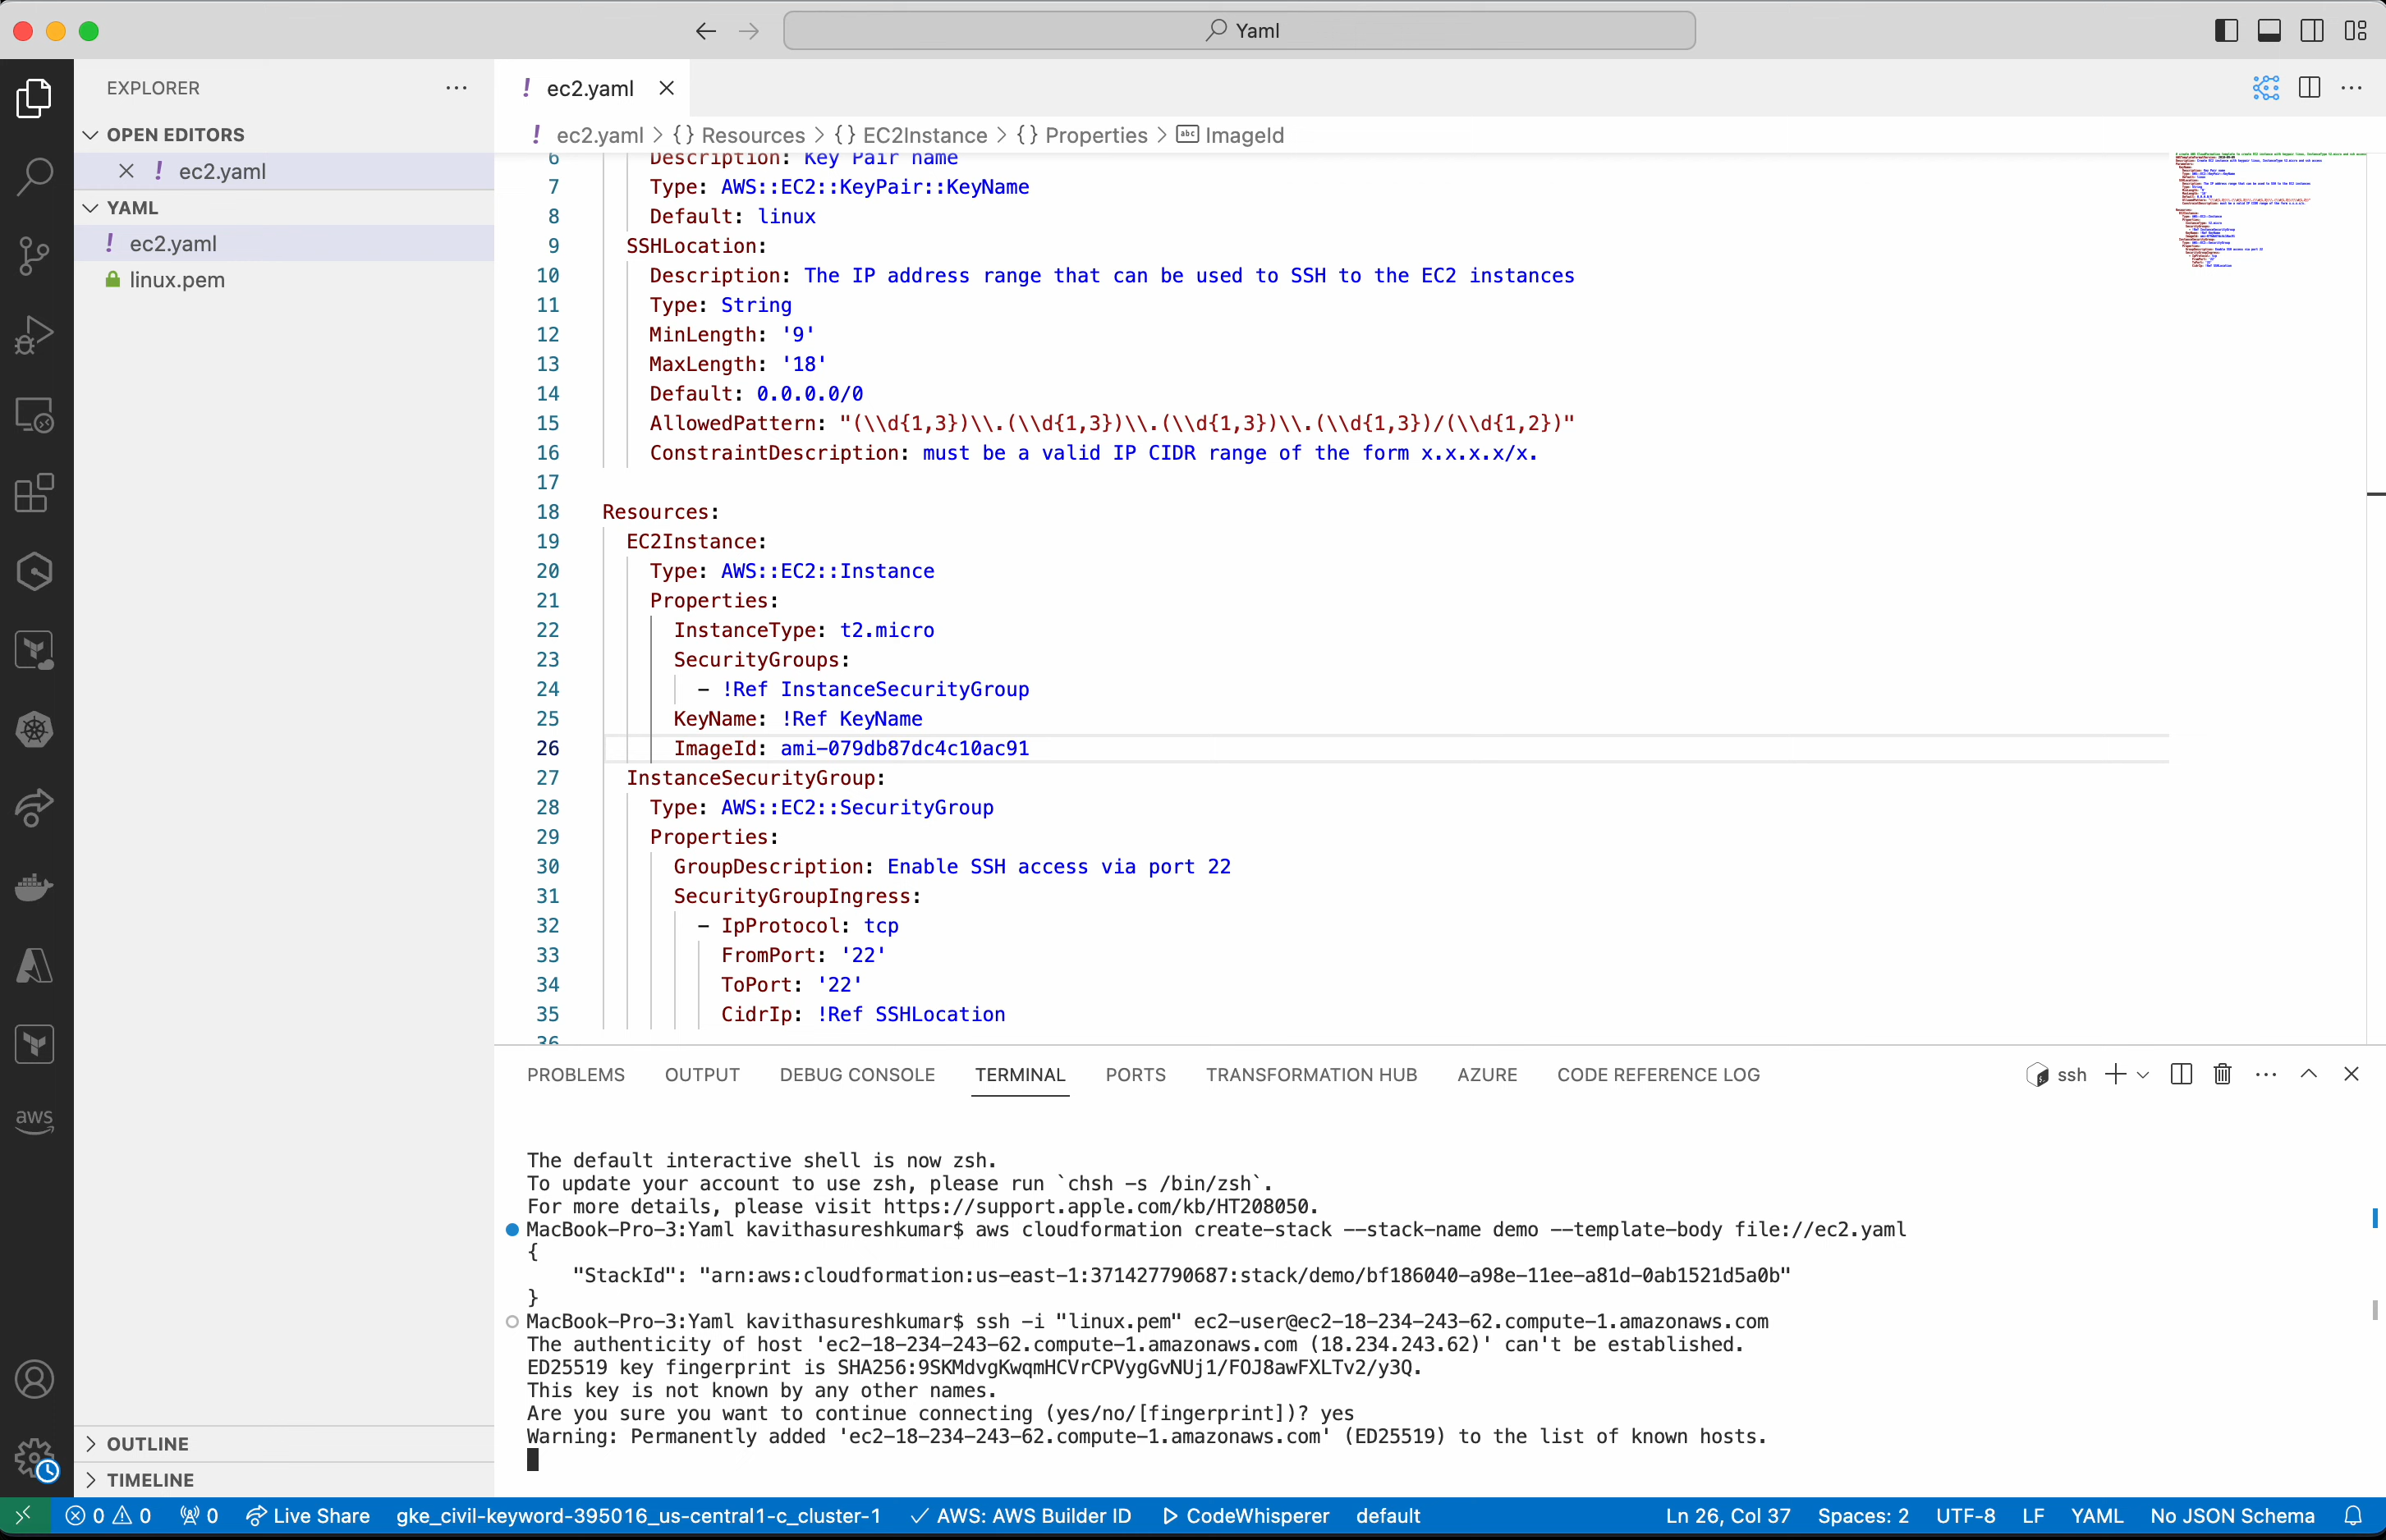 Yaml
EXPLORER
OPEN EDITORS
ec2.yaml
YAML
ec2.yaml
linux.pem
OUTLINE
TIMELINE
aws
! ec2.yaml
! ec2.yaml > {} Resources > {} EC2Instance > {} Properties > abc ImageId
6 Description: Key Pair name
7 Type: AWS::EC2::KeyPair::KeyName
8 Default: linux
9 SSHLocation:
10 Description: The IP address range that can be used to SSH to the EC2 instances
11 Type: String
12 MinLength: '9'
13 MaxLength: '18'
14 Default: 0.0.0.0/0
15 AllowedPattern: "(\\d{1,3})\\.(\\d{1,3})\\.(\\d{1,3})\\.(\\d{1,3})/(\\d{1,2})"
16 ConstraintDescription: must be a valid IP CIDR range of the form x.x.x.x/x.
17
18 Resources:
19 EC2Instance:
20 Type: AWS::EC2::Instance
21 Properties:
22 InstanceType: t2.micro
23 SecurityGroups:
24 - !Ref InstanceSecurityGroup
25 KeyName: !Ref KeyName
26 ImageId: ami-079db87dc4c10ac91
27 InstanceSecurityGroup:
28 Type: AWS::EC2::SecurityGroup
29 Properties:
30 GroupDescription: Enable SSH access via port 22
31 SecurityGroupIngress:
32 - IpProtocol: tcp
33 FromPort: '22'
34 ToPort: '22'
35 CidrIp: !Ref SSHLocation
36
PROBLEMS OUTPUT DEBUG CONSOLE TERMINAL PORTS TRANSFORMATION HUB AZURE CODE REFERENCE LOG ssh
The default interactive shell is now zsh.
To update your account to use zsh, please run `chsh -s /bin/zsh`.
For more details, please visit https://support.apple.com/kb/HT208050.
MacBook-Pro-3:Yaml kavithasureshkumar$ aws cloudformation create-stack --stack-name demo --template-body file://ec2.yaml
{
"StackId": "arn:aws:cloudformation:us-east-1:371427790687:stack/demo/bf186040-a98e-11ee-a81d-0ab1521d5a0b"
}
MacBook-Pro-3:Yaml kavithasureshkumar$ ssh -i "linux.pem" ec2-user@ec2-18-234-243-62.compute-1.amazonaws.com
The authenticity of host 'ec2-18-234-243-62.compute-1.amazonaws.com (18.234.243.62)' can't be established.
ED25519 key fingerprint is SHA256:9SKMdvgKwqmHCVrCPVygGvNUj1/FOJ8awFXLTv2/y3Q.
This key is not known by any other names.
Are you sure you want to continue connecting (yes/no/[fingerprint])? yes
Warning: Permanently added 'ec2-18-234-243-62.compute-1.amazonaws.com' (ED25519) to the list of known hosts.
0 0 0 Live Share gke_civil-keyword-395016_us-central1-c_cluster-1 AWS: AWS Builder ID CodeWhisperer default Ln 26, Col 37 Spaces: 2 UTF-8 LF YAML No JSON Schema